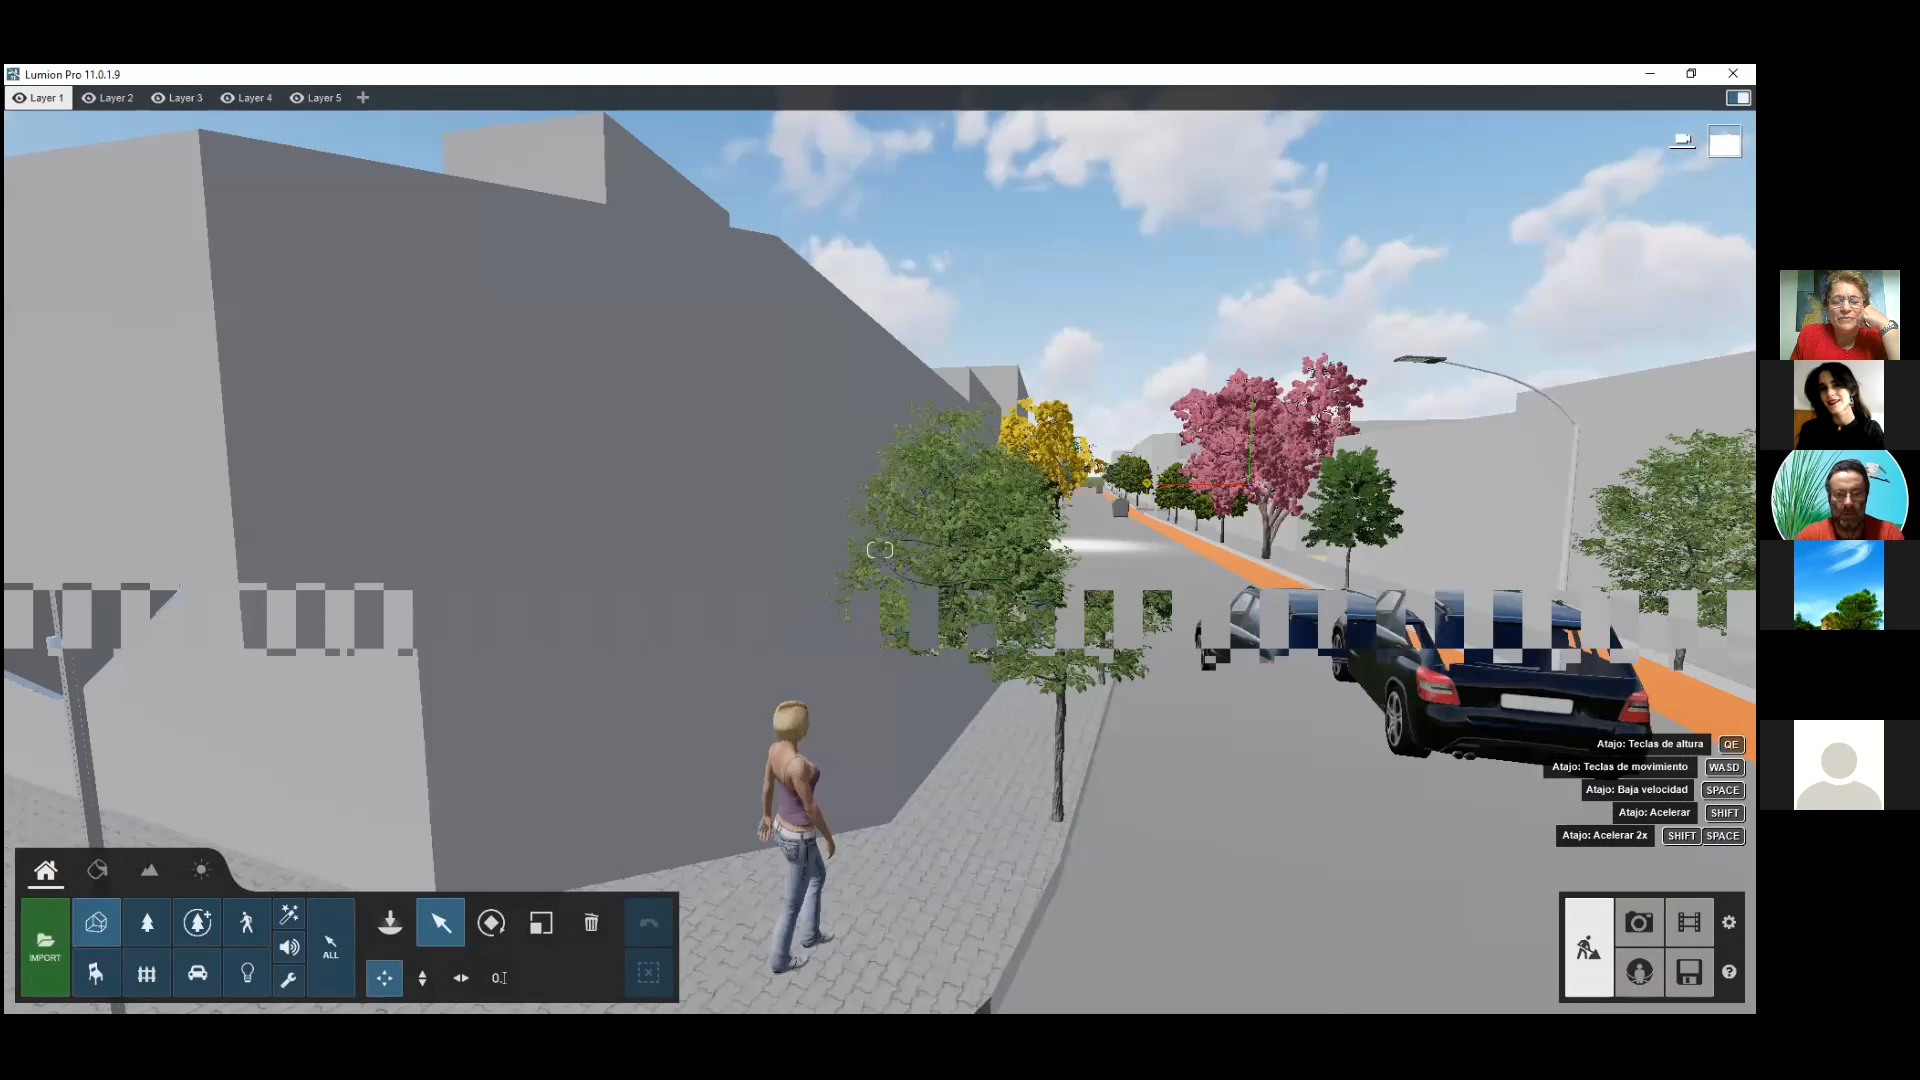 Lumion Pro 11.0.1.9
Layer 1
Layer 2
Layer 3
Layer 4
Layer 5
Atajo: Teclas de altura QE
Atajo: Teclas de movimiento WASD
Atajo: Baja velocidad SPACE
Atajo: Acelerar SHIFT
Atajo: Acelerar 2x SHIFT SPACE
IMPORT
ALL